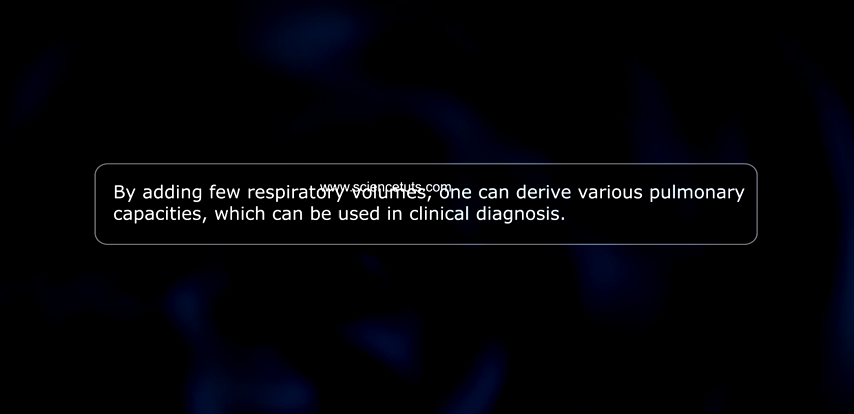 By adding few respiratory volumes, one can derive various pulmonary
capacities, which can be used in clinical diagnosis.
www.sciencetuts.com